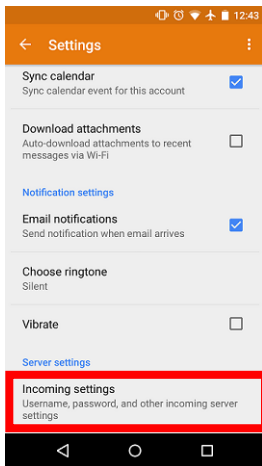 12:43
Settings
Sync calendar
Sync calendar event for this account
Download attachments
Auto-download attachments to recent
messages via Wi-Fi
Notification settings
Email notifications
Send notification when email arrives
Choose ringtone
Silent
Vibrate
Server settings
Incoming settings
Username, password, and other incoming server
settings